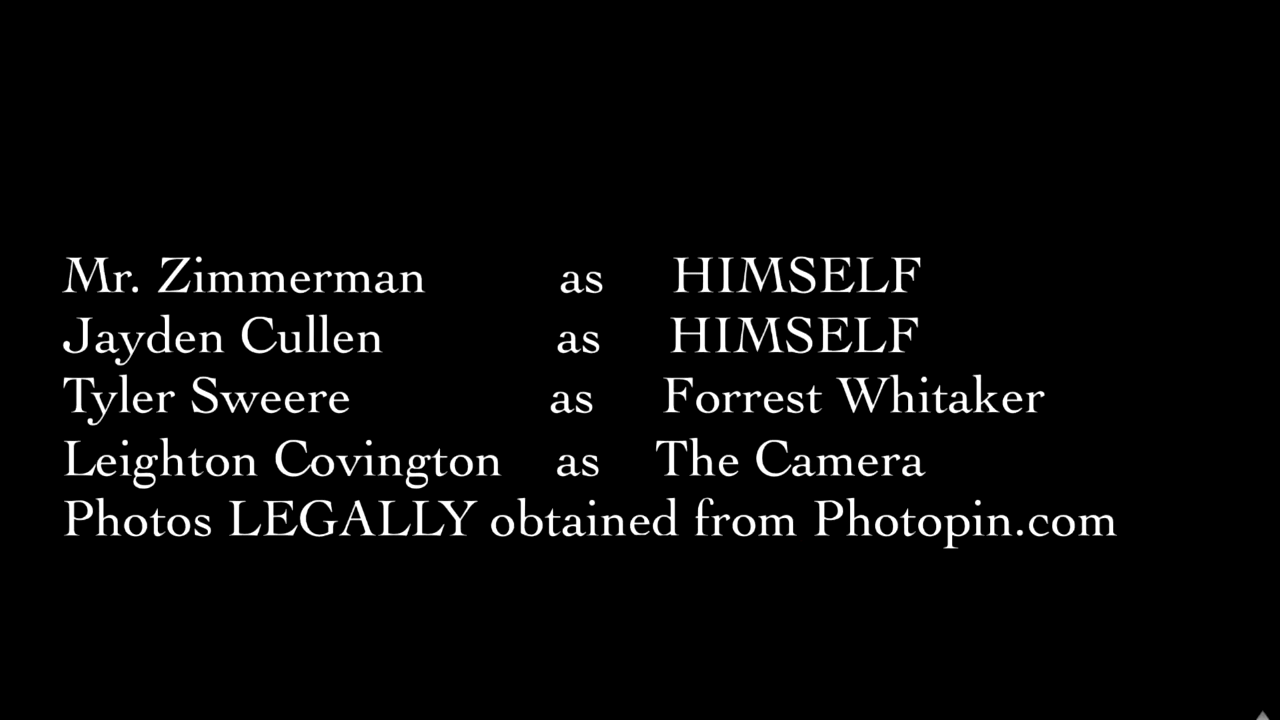 Mr. Zimmerman as HIMSELF
Jayden Cullen as HIMSELF
Tyler Sweere as Forrest Whitaker
Leighton Covington as The Camera
Photos LEGALLY obtained from Photopin.com